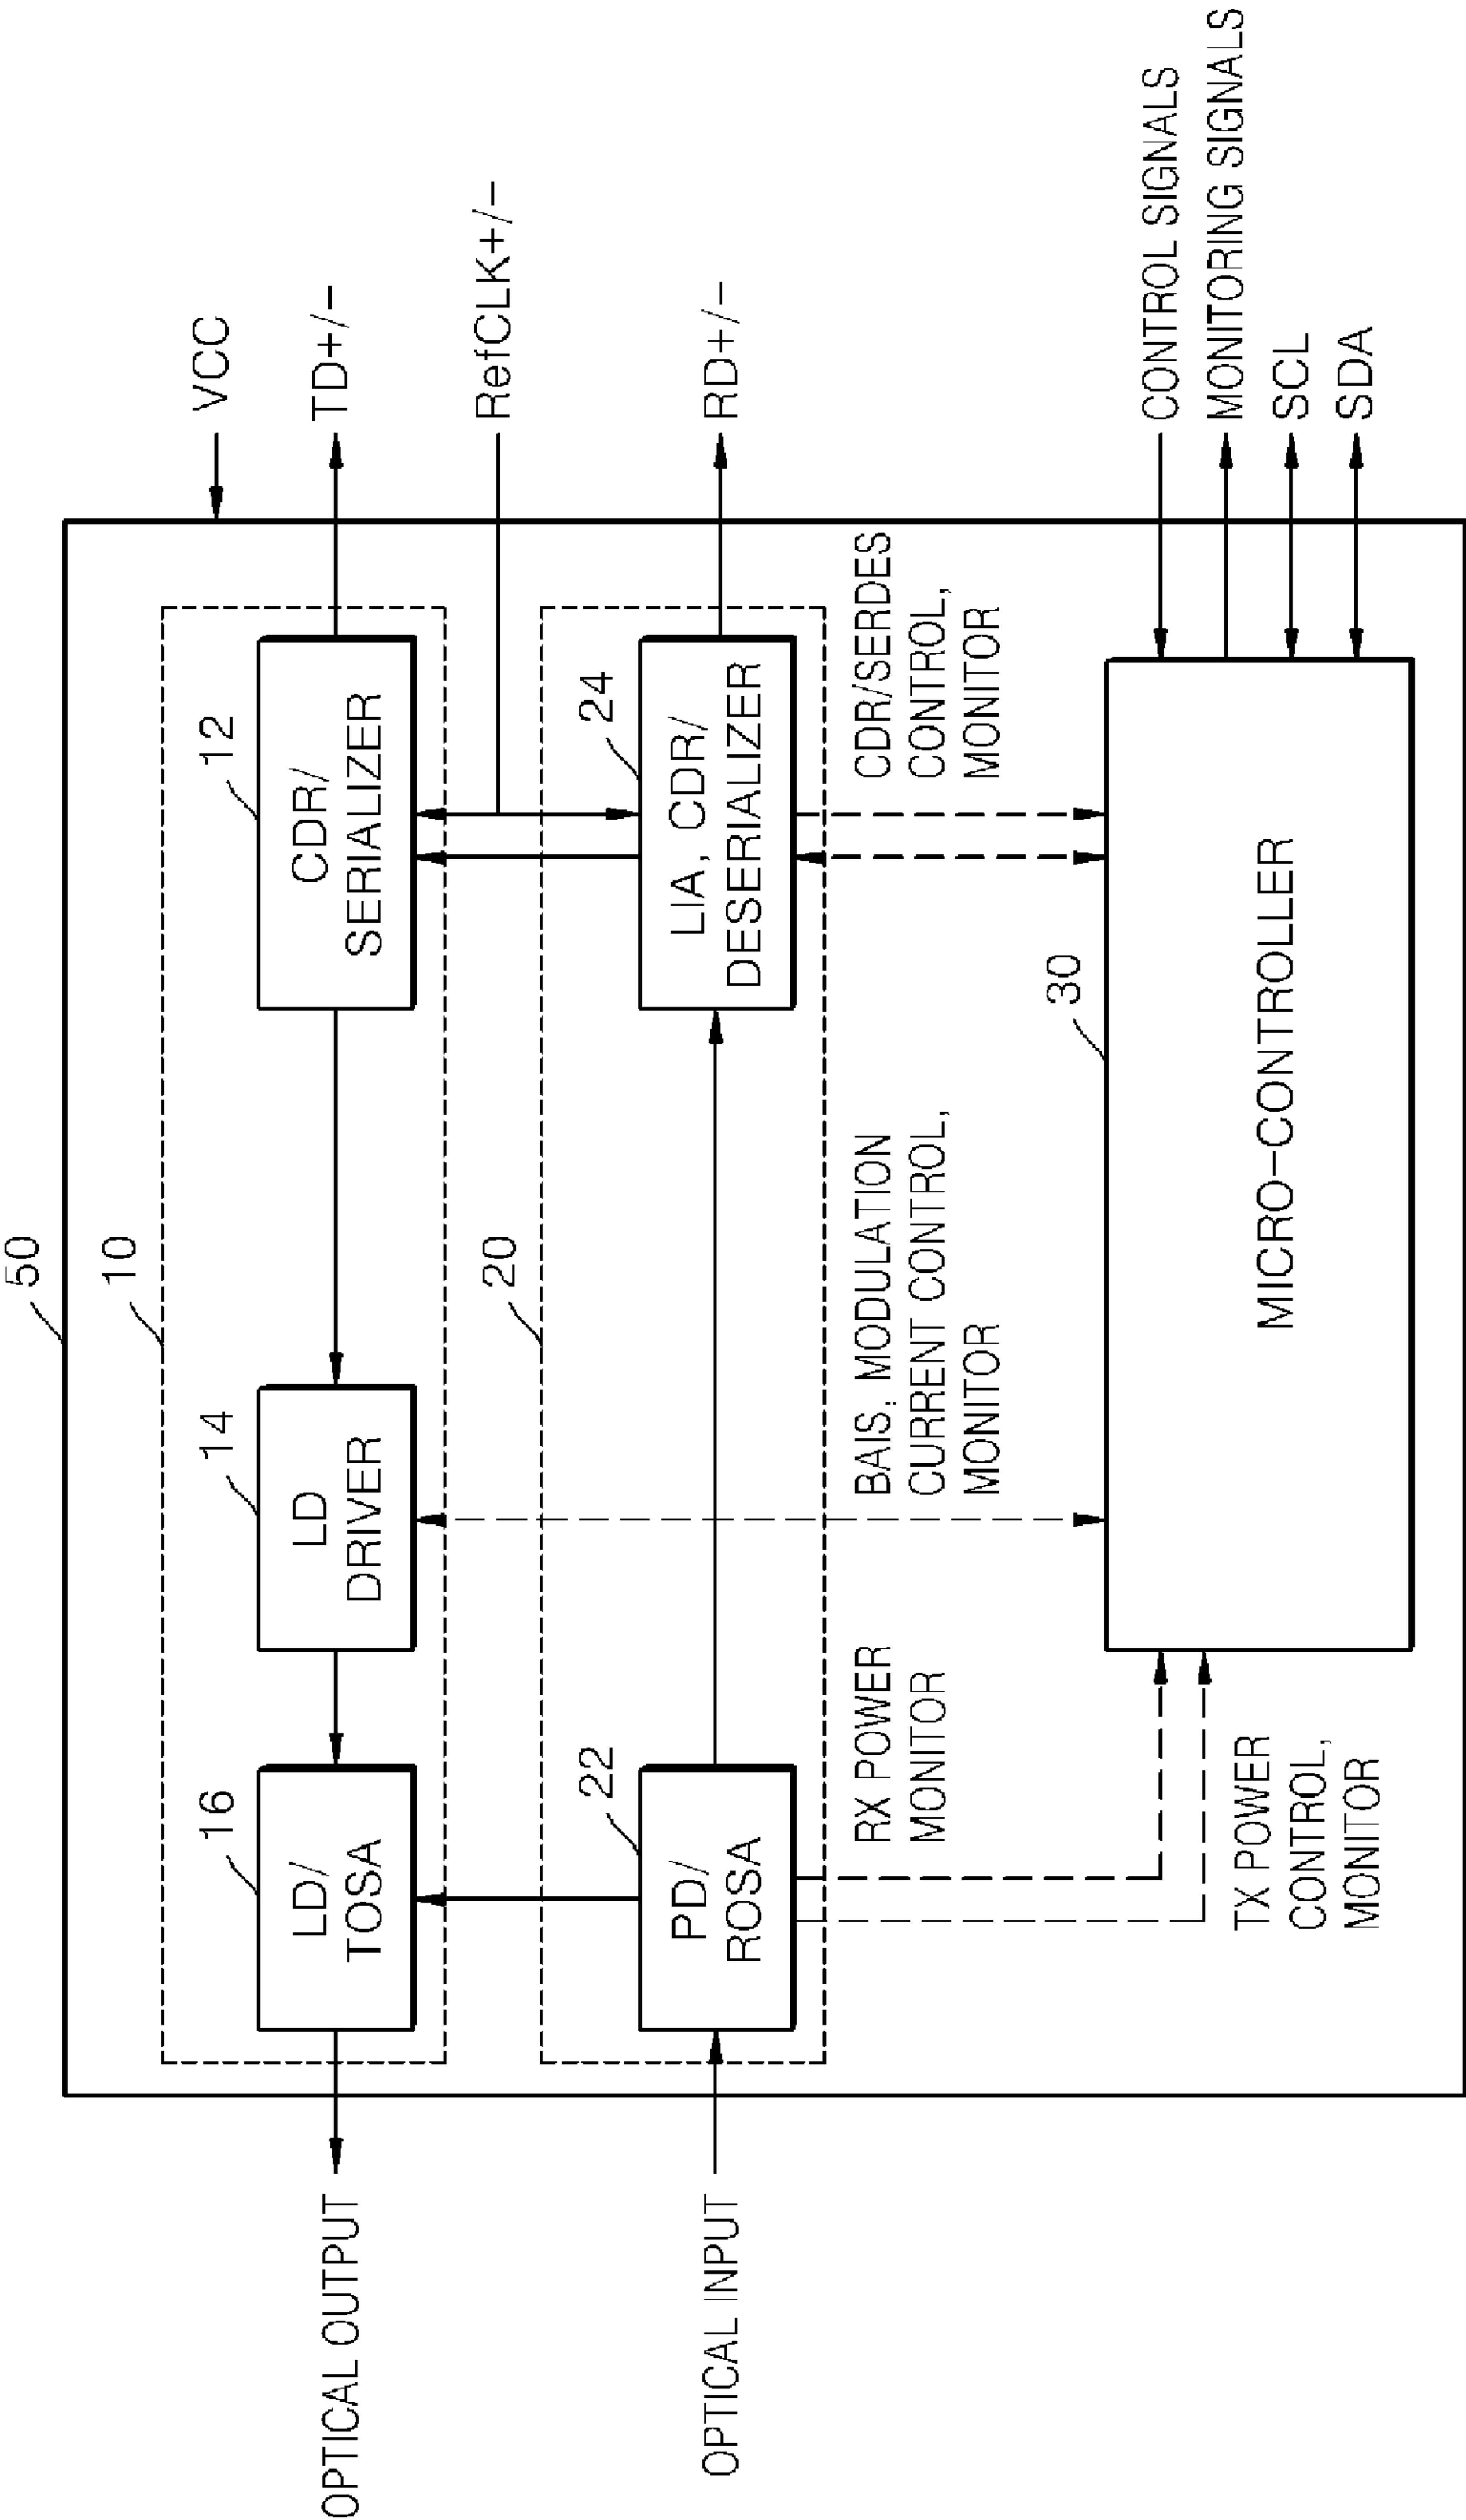 50
10
OPTICAL OUTPUT
16
LD/
TOSA
14
LD
DRIVER
12
CDR/
SERIALIZER
VCC
TD+/-
RefCLK+/-
20
OPTICAL INPUT
22
PD/
ROSA
24
LIA, CDR/
DESERIALIZER
RD+/-
RX POWER
MONITOR
BAIS, MODULATION
CURRENT CONTROL,
MONITOR
CDR/SERDES
CONTROL,
MONITOR
30
TX POWER
CONTROL,
MONITOR
MICRO-CONTROLLER
CONTROL SIGNALS
MONITORING SIGNALS
SCL
SDA